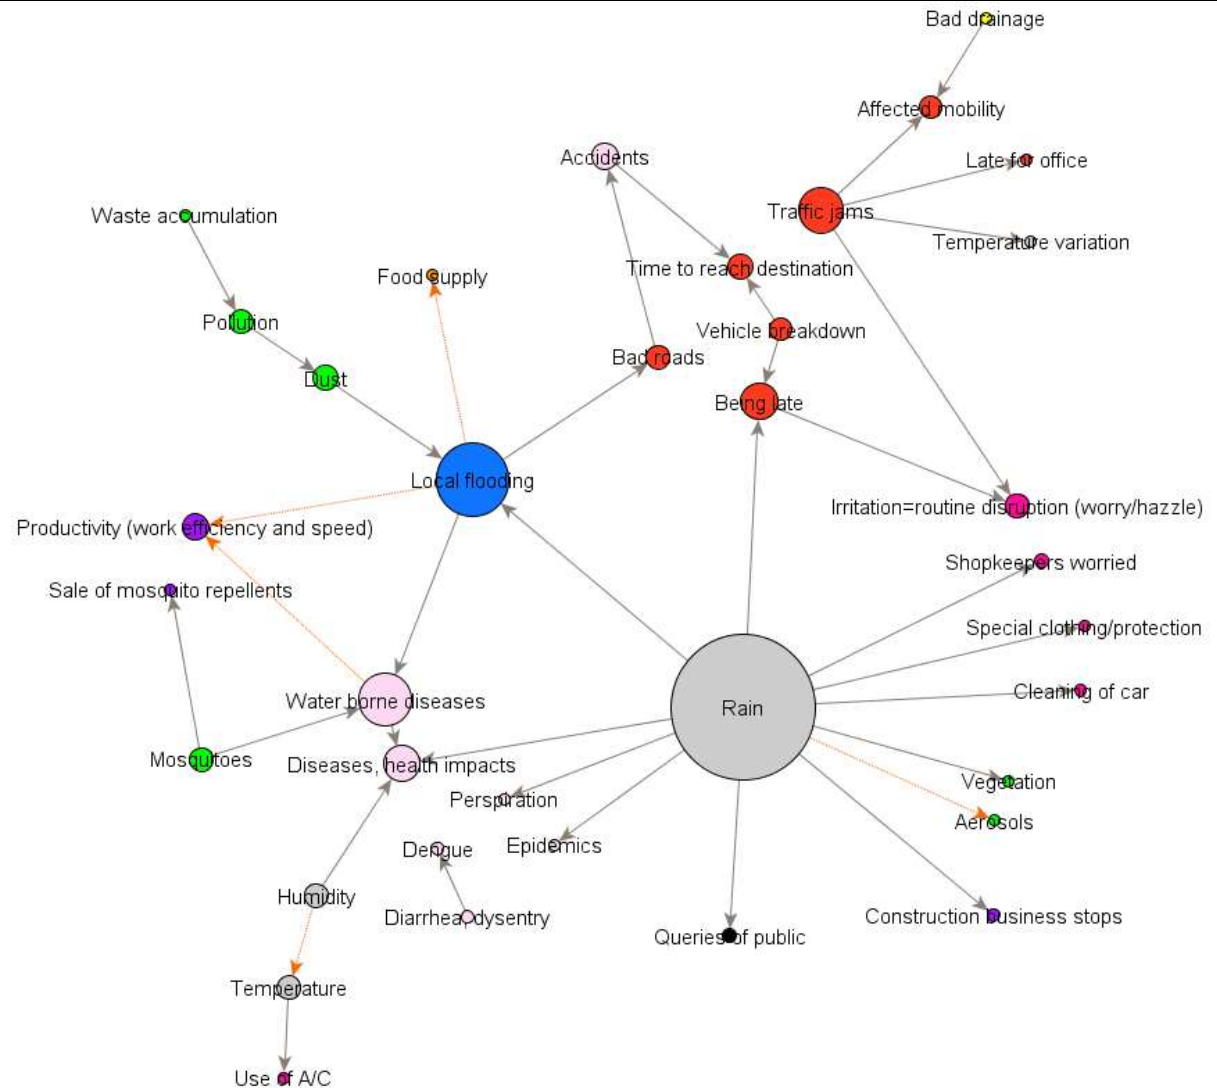 Bad drainage
Affected mobility
Accidents
Late for office
Traffic jams
Waste accumulation
Temperature variation
Time to reach destination
Food supply
Pollution
Vehicle breakdown
Bad roads
Dust
Being late
Local flooding
Irritation=routine disruption (worry/hazzle)
Productivity (work efficiency and speed)
Shopkeepers worried
Sale of mosquito repellents
Special clothing/protection
Cleaning of car
Water borne diseases
Rain
Mosquitoes
Diseases, health impacts
Vegetation
Perspiration
Aerosols
Epidemics
Dengue
Humidity
Construction business stops
Diarrhea, dysentry
Queries of public
Temperature
Use of A/C